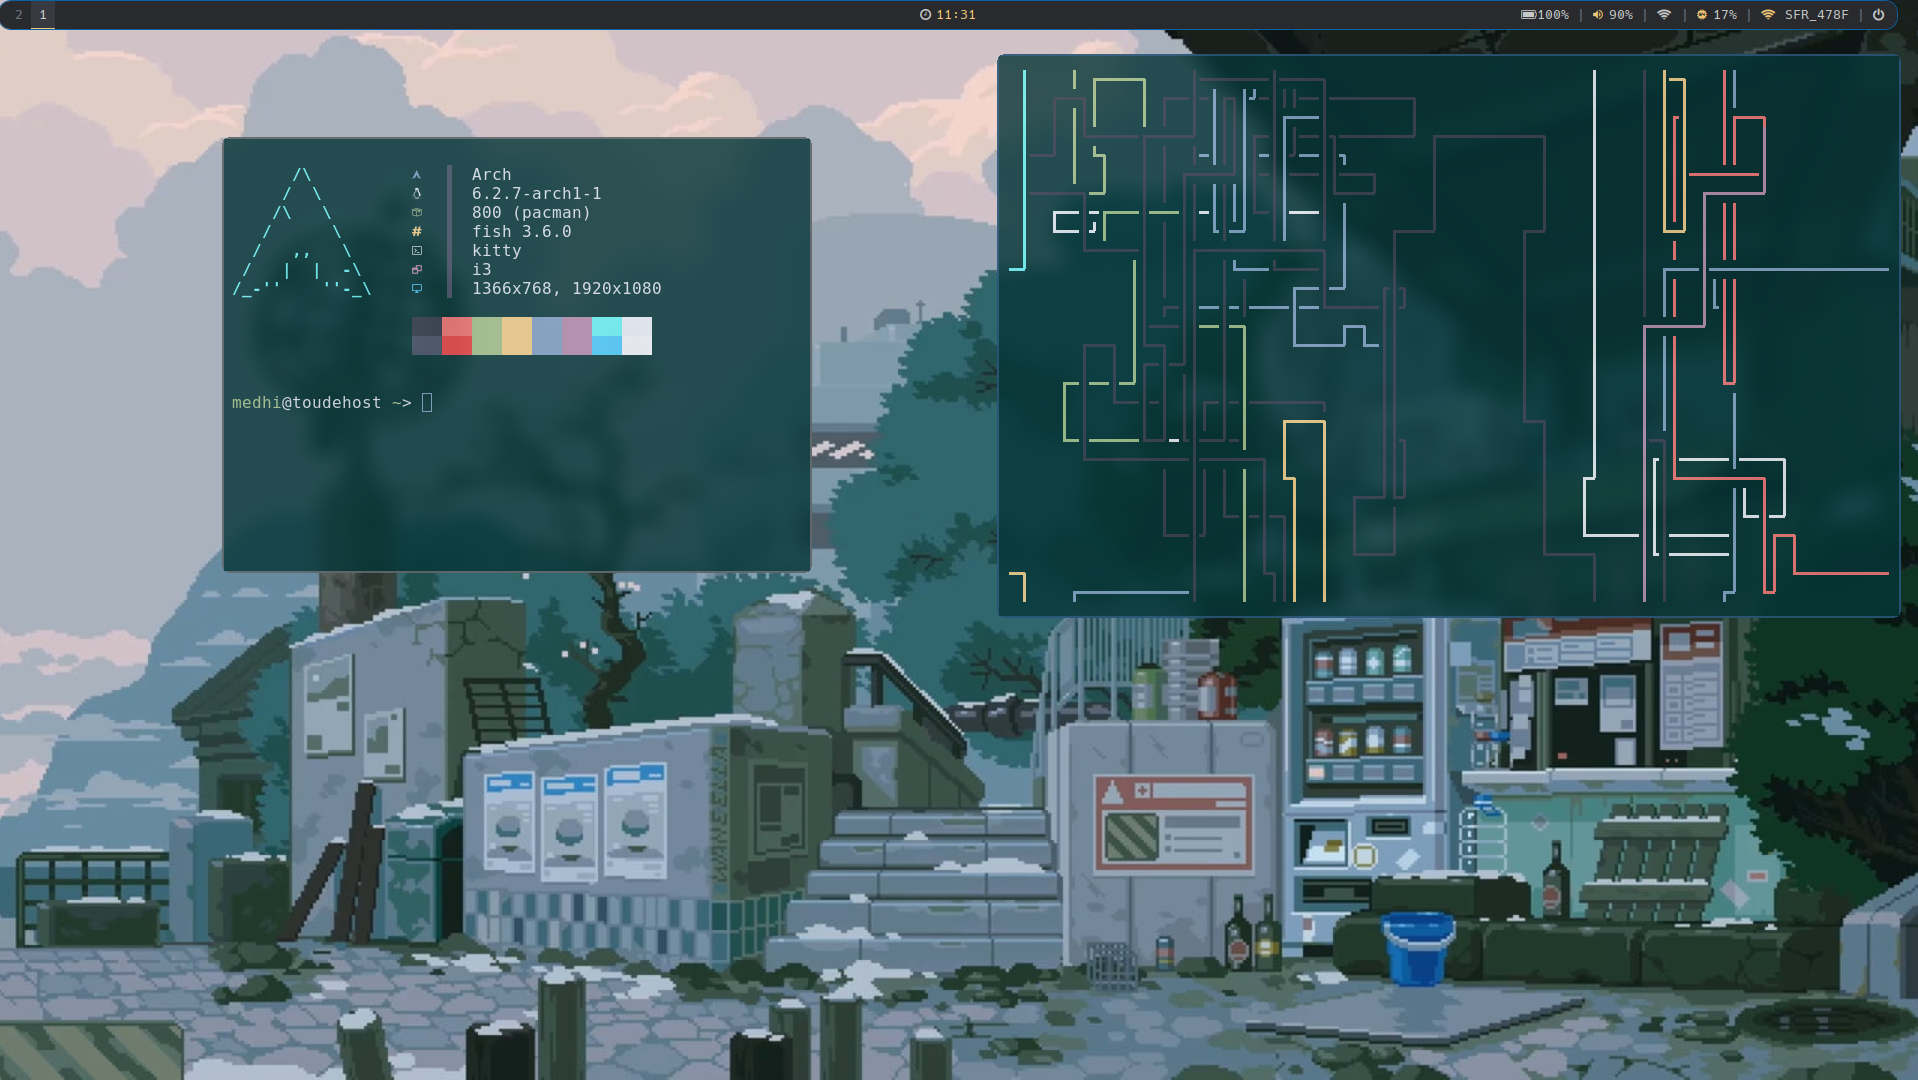 2 1 11:31 100% | 90% | | 17% | SFR_478F |
Arch
6.2.7-arch1-1
800 (pacman)
fish 3.6.0
kitty
i3
1366x768, 1920x1080
medhi@toudehost ~>